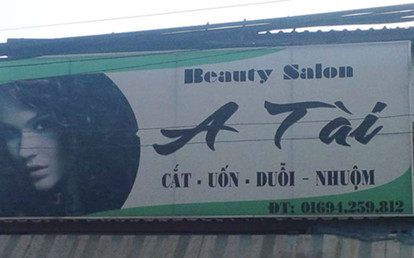 Beauty Salon
A Tài
CẮT - UỐN - DUỖI - NHUỘM
ĐT: 01694.259.812